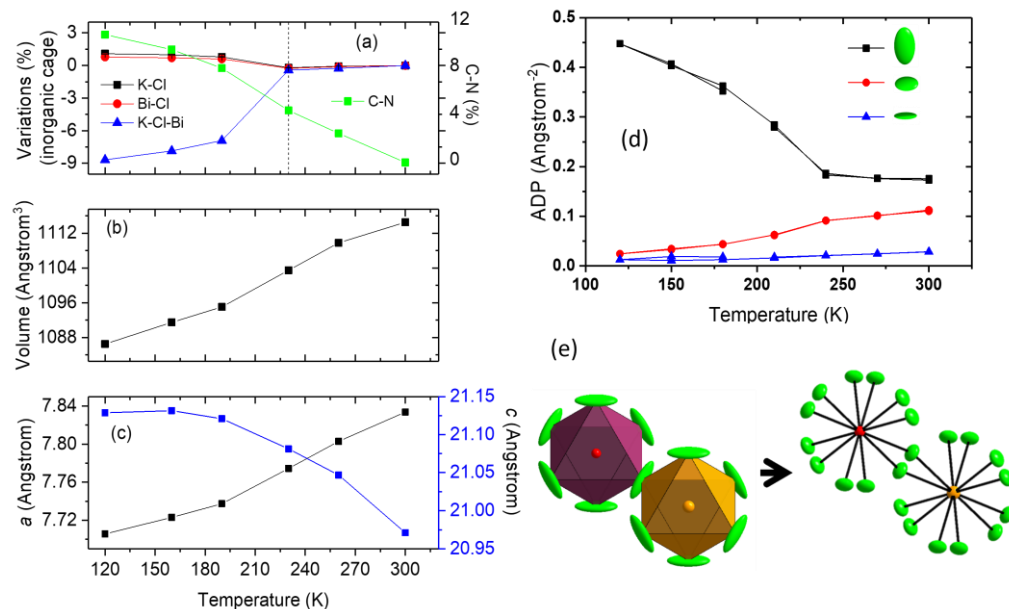 (a)
Variations (%)
(inorganic cage)
3
0
-3
-6
-9
K-Cl
Bi-Cl
K-Cl-Bi
C-N
12
8
4
0
C-N (%)
(b)
Volume (Angstrom³)
1112
1104
1096
1088
(c)
a (Angstrom)
7.84
7.80
7.76
7.72
21.15
21.10
21.05
21.00
20.95
c (Angstrom)
120 150 180 210 240 270 300
Temperature (K)
(d)
ADP (Angstrom⁻²)
0.5
0.4
0.3
0.2
0.1
0.0
100 150 200 250 300
Temperature (K)
(e)